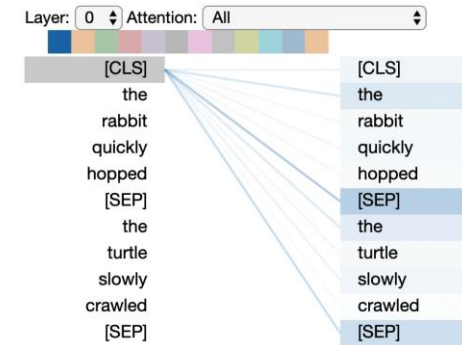 Layer: 0 Attention: All
[CLS] [CLS]
the the
rabbit rabbit
quickly quickly
hopped hopped
[SEP] [SEP]
the the
turtle turtle
slowly slowly
crawled crawled
[SEP] [SEP]